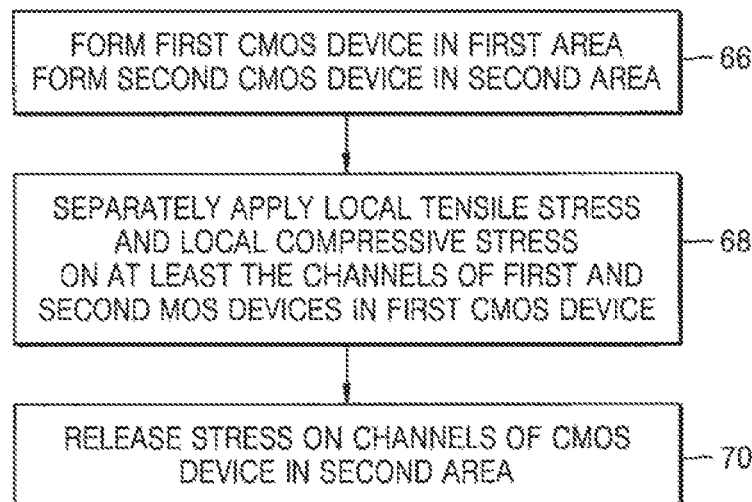 FORM FIRST CMOS DEVICE IN FIRST AREA
FORM SECOND CMOS DEVICE IN SECOND AREA
66
SEPARATELY APPLY LOCAL TENSILE STRESS
AND LOCAL COMPRESSIVE STRESS
ON AT LEAST THE CHANNELS OF FIRST AND
SECOND MOS DEVICES IN FIRST CMOS DEVICE
68
RELEASE STRESS ON CHANNELS OF CMOS
DEVICE IN SECOND AREA
70